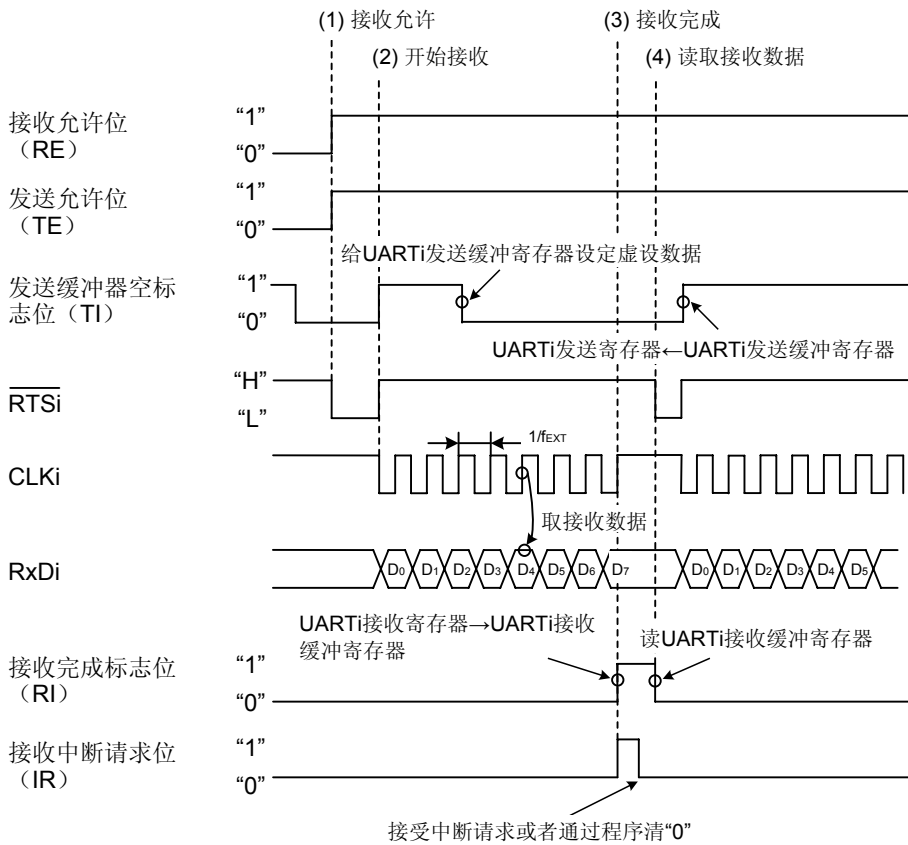 (1) 接收允许
(3) 接收完成
(2) 开始接收
(4) 读取接收数据
接收允许位
（RE）
“1”
“0”
发送允许位
（TE）
“1”
“0”
给UARTi发送缓冲寄存器设定虚设数据
发送缓冲器空标
志位（TI）
“1”
“0”
UARTi发送寄存器←UARTi发送缓冲寄存器
RTSi
“H”
“L”
1/fEXT
CLKi
取接收数据
RxDi
D0 D1 D2 D3 D4 D5 D6 D7 D0 D1 D2 D3 D4 D5
UARTi接收寄存器→UARTi接收
缓冲寄存器
读UARTi接收缓冲寄存器
接收完成标志位
（RI）
“1”
“0”
接收中断请求位
（IR）
“1”
“0”
接受中断请求或者通过程序清“0”